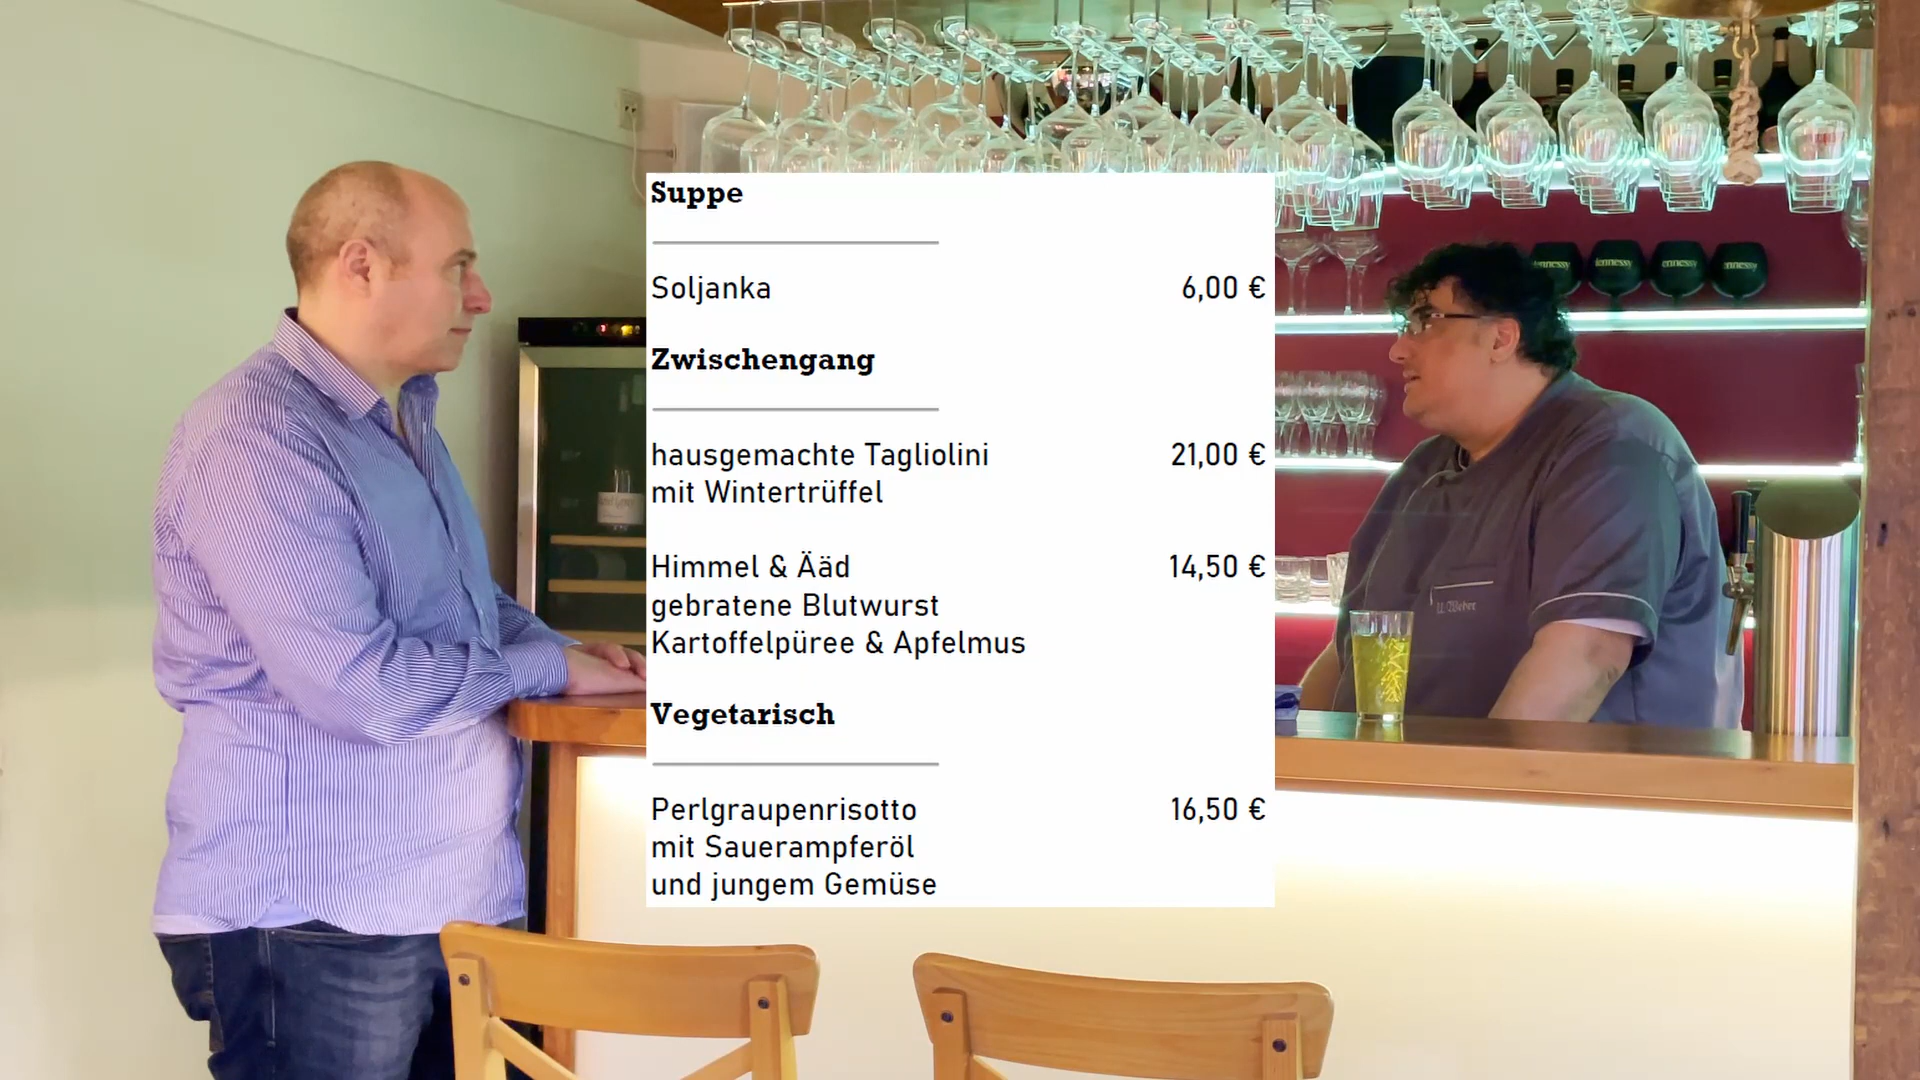 Suppe
Soljanka 6,00 €
Zwischengang
hausgemachte Tagliolini 21,00 €
mit Wintertrüffel
Himmel & Ääd 14,50 €
gebratene Blutwurst
Kartoffelpüree & Apfelmus
Vegetarisch
Perlgraupenrisotto 16,50 €
mit Sauerampferöl
und jungem Gemüse
Hennessy